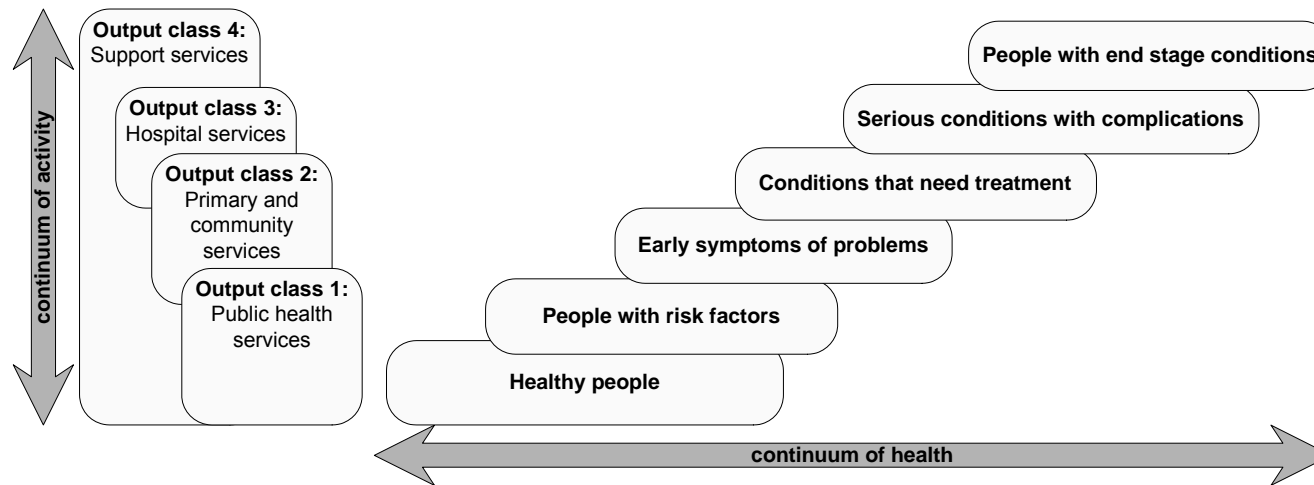 continuum of activity
Output class 4:
Support services
Output class 3:
Hospital services
Output class 2:
Primary and
community
services
Output class 1:
Public health
services
People with end stage conditions
Serious conditions with complications
Conditions that need treatment
Early symptoms of problems
People with risk factors
Healthy people
continuum of health